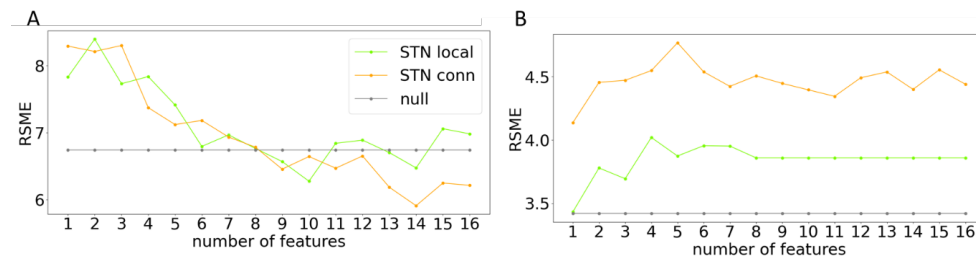 A
B
RSME
8
7
6
STN local
STN conn
null
1 2 3 4 5 6 7 8 9 10 11 12 13 14 15 16
number of features
RSME
4.5
4.0
3.5
1 2 3 4 5 6 7 8 9 10 11 12 13 14 15 16
number of features